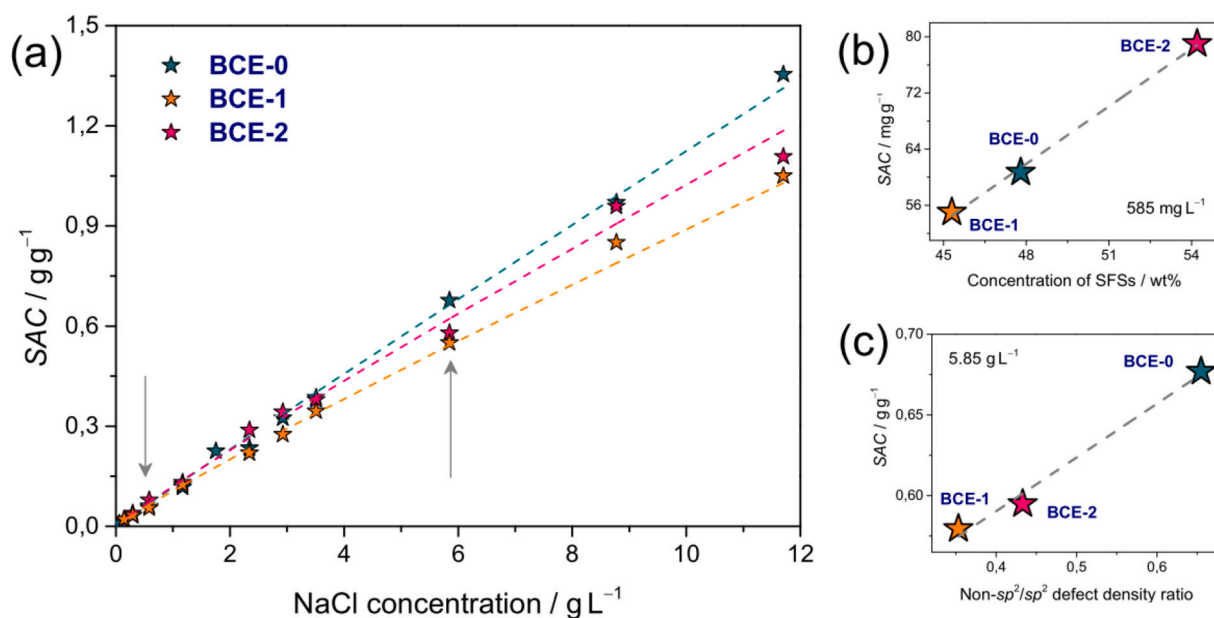 (a)
1,5
1,2
0,9
0,6
0,3
0,0
SAC / g g⁻¹
BCE-0
BCE-1
BCE-2
0 2 4 6 8 10 12
NaCl concentration / g L⁻¹
(b)
80
72
64
56
SAC / mg g⁻¹
BCE-2
BCE-0
BCE-1
585 mg L⁻¹
45 48 51 54
Concentration of SFSs / wt%
(c)
0,70
0,65
0,60
SAC / g g⁻¹
5.85 g L⁻¹
BCE-0
BCE-1
BCE-2
0,4 0,5 0,6
Non-sp²/sp² defect density ratio